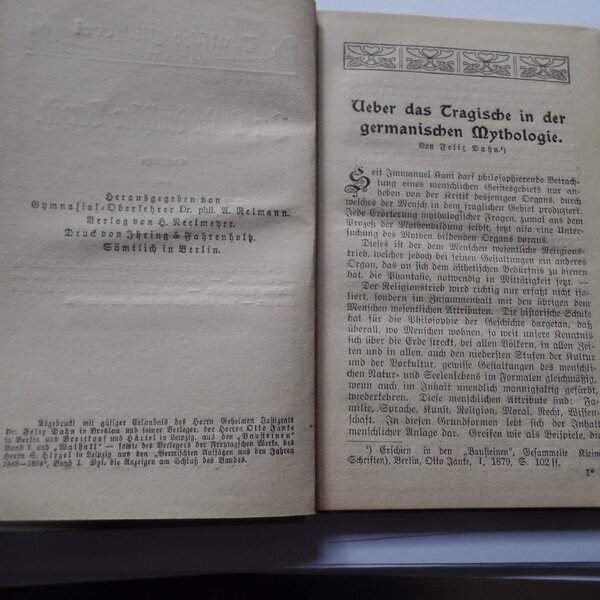 Herausgegeben von
Gymnasial-Oberlehrer Dr. phil. A. Reimann.
Verlag von H. Neelmeyer.
Druck von Ihring & Fahrenholtz.
Sämtlich in Berlin.
Abgedruckt mit gütiger Erlaubnis des Herrn Geheimen Justizrats
Dr. Felix Dahn in Breslau und seiner Verleger, der Herren Otto Janke
in Berlin und Breitkopf und Härtel in Leipzig, aus den „Bausteinen“
Band I. und „Walhall“ — sowie des Verlegers der Freytagschen Werke, des
Herrn S. Hirzel in Leipzig aus den „Vermischten Aufsätzen aus den Jahren
1848—1894“, Band I. Vgl. die Anzeigen am Schluß des Bandes.
Ueber das Tragische in der
germanischen Mythologie.
Von Felix Dahn.¹)
Seit Immanuel Kant darf philosophierende Betrach-
tung eines menschlichen Geistesgebiets nur an-
heben von der Kritik desjenigen Organs, durch
welches der Mensch in dem fraglichen Gebiet produziert.
Jede Erörterung mythologischer Fragen, zumal aus dem
Prozeß der Mythenbildung selbst, setzt also eine Unter-
suchung des Mythen bildenden Organs voraus.
Dieses ist der dem Menschen wesentliche Religions-
trieb, welcher jedoch bei seinen Gestaltungen ein anderes
Organ, das an sich dem ästhetischen Bedürfnis zu dienen
hat, die Phantasie, notwendig in Mittätigkeit setzt. —
Der Religionstrieb wird richtig nur erfaßt nicht iso-
liert, sondern im Zusammenhalt mit den übrigen dem
Menschen wesentlichen Attributen. Die historische Schule
hat für die Philosophie der Geschichte dargetan, daß
überall, wo Menschen wohnen, so weit unsere Kenntnis
sich über die Erde streckt, bei allen Völkern, in allen Zei-
ten und in allen, auch den niedersten Stufen der Kultur
und der Vorkultur, gewisse Gestaltungen des mensch-
lichen Natur- und Seelenlebens im Formalen gleichmäßig,
wenn auch im Inhalt unendlich mannigfaltig gefärbt,
wiederkehren. Diese menschlichen Attribute sind: Fa-
milie, Sprache, Kunst, Religion, Moral, Recht, Wissen-
schaft. In diesen Grundformen lebt sich der Inhalt
menschlicher Anlage dar. Greifen wir als Beispiele, die
¹) Erschien in den „Bausteinen“, Gesammelte Kleine
Schriften), Berlin, Otto Janke, I, 1879, S. 102 ff.
1*